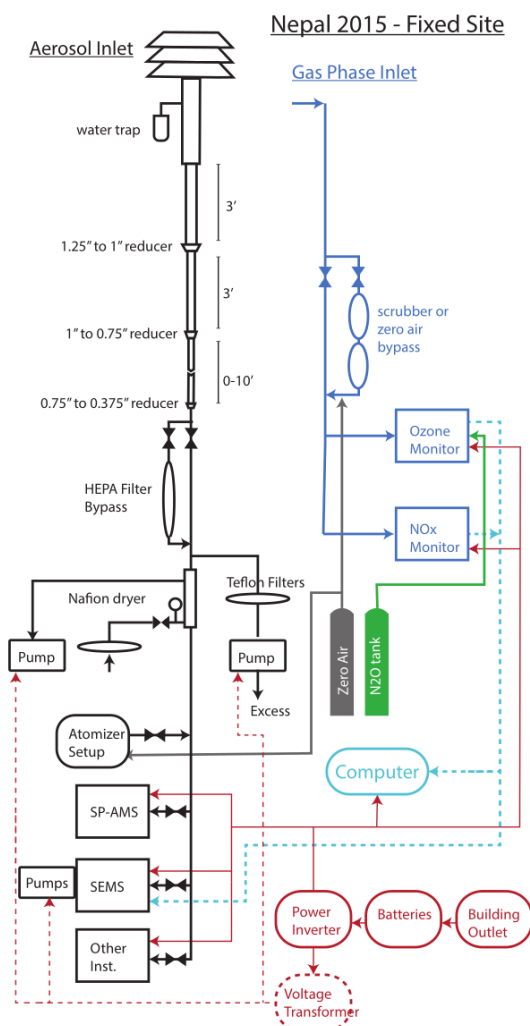 Nepal 2015 - Fixed Site
Aerosol Inlet
Gas Phase Inlet
water trap
3'
1.25" to 1" reducer
3'
scrubber or
zero air
bypass
1" to 0.75" reducer
0-10'
0.75" to 0.375" reducer
Ozone
Monitor
HEPA Filter
Bypass
NOx
Monitor
Teflon Filters
Nafion dryer
Pump
Pump
Zero Air
N2O tank
Excess
Atomizer
Setup
Computer
SP-AMS
Pumps
SEMS
Power
Inverter
Batteries
Building
Outlet
Other
Inst.
Voltage
Transformer